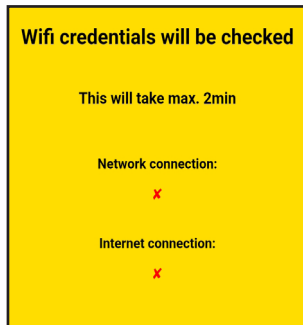 Wifi credentials will be checked
This will take max. 2min
Network connection:
✘
Internet connection:
✘